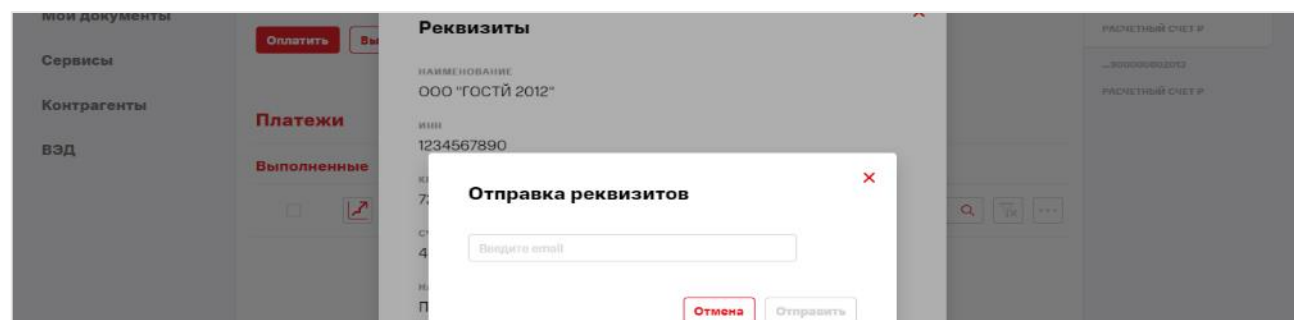 Мои документы
Сервисы
Контрагенты
ВЭД
Оплатить
Платежи
Выполненные
Реквизиты
НАИМЕНОВАНИЕ
ООО "ГОСТЙ 2012"
ИНН
1234567890
Отправка реквизитов
Введите email
Отмена
Отправить
РАСЧЕТНЫЙ СЧЕТ ₽
РАСЧЕТНЫЙ СЧЕТ ₽